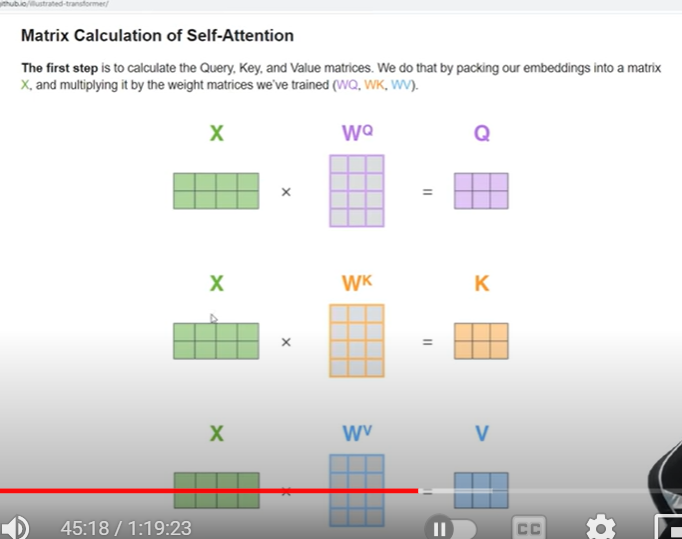 ithub.io/illustrated-transformer/
Matrix Calculation of Self-Attention
The first step is to calculate the Query, Key, and Value matrices. We do that by packing our embeddings into a matrix
X, and multiplying it by the weight matrices we've trained (WQ, WK, WV).
X WQ Q
× =
X WK K
× =
X WV V
× =
45:18 / 1:19:23 CC